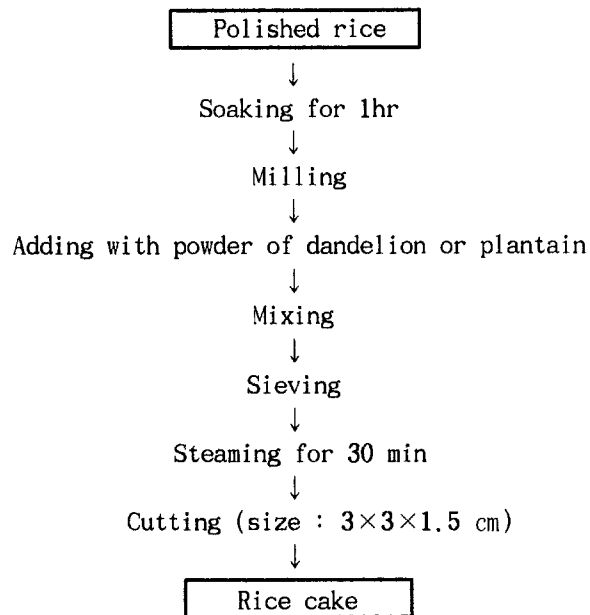 Polished rice
↓
Soaking for 1hr
↓
Milling
↓
Adding with powder of dandelion or plantain
↓
Mixing
↓
Sieving
↓
Steaming for 30 min
↓
Cutting (size : 3×3×1.5 cm)
↓
Rice cake